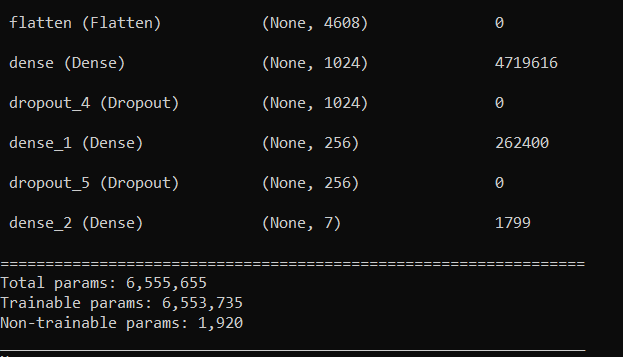 flatten (Flatten) (None, 4608) 0
dense (Dense) (None, 1024) 4719616
dropout_4 (Dropout) (None, 1024) 0
dense_1 (Dense) (None, 256) 262400
dropout_5 (Dropout) (None, 256) 0
dense_2 (Dense) (None, 7) 1799
=================================================================
Total params: 6,555,655
Trainable params: 6,553,735
Non-trainable params: 1,920
_________________________________________________________________